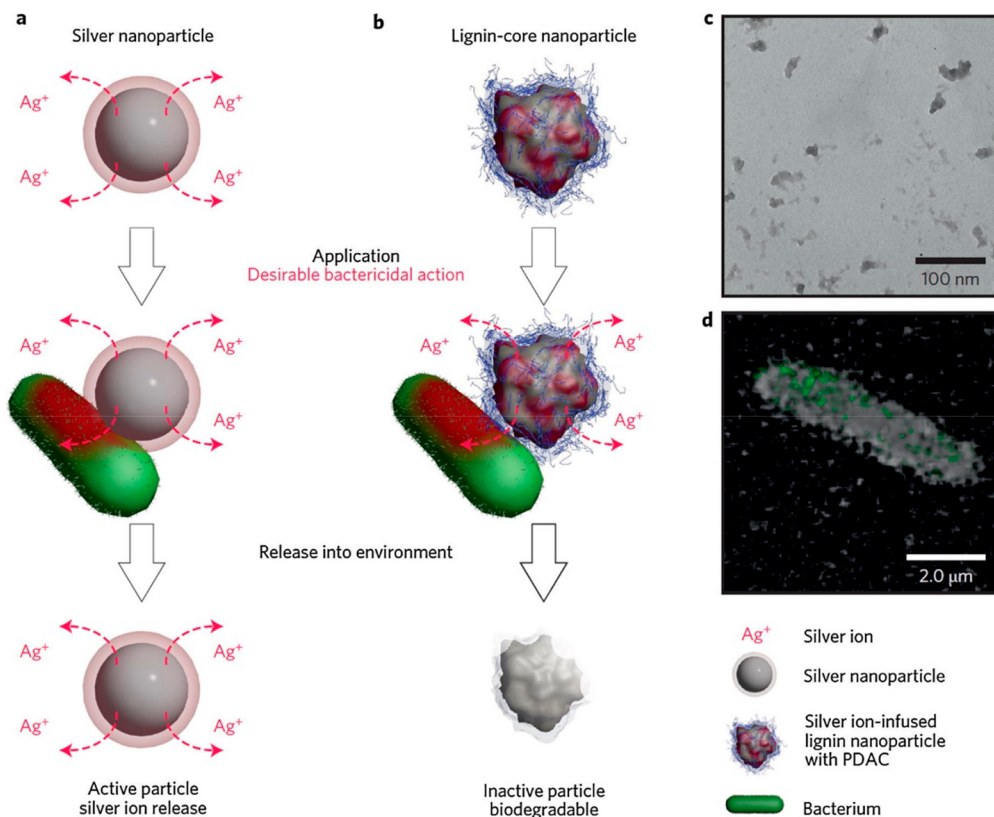 a
Silver nanoparticle
Ag⁺
Ag⁺
Ag⁺
Ag⁺
b
Lignin-core nanoparticle
Application
Desirable bactericidal action
Ag⁺
Ag⁺
Ag⁺
Ag⁺
Ag⁺
Ag⁺
Release into environment
Ag⁺
Ag⁺
Ag⁺
Ag⁺
Active particle
silver ion release
Inactive particle
biodegradable
c
100 nm
d
2.0 μm
Ag⁺ Silver ion
Silver nanoparticle
Silver ion-infused
lignin nanoparticle
with PDAC
Bacterium